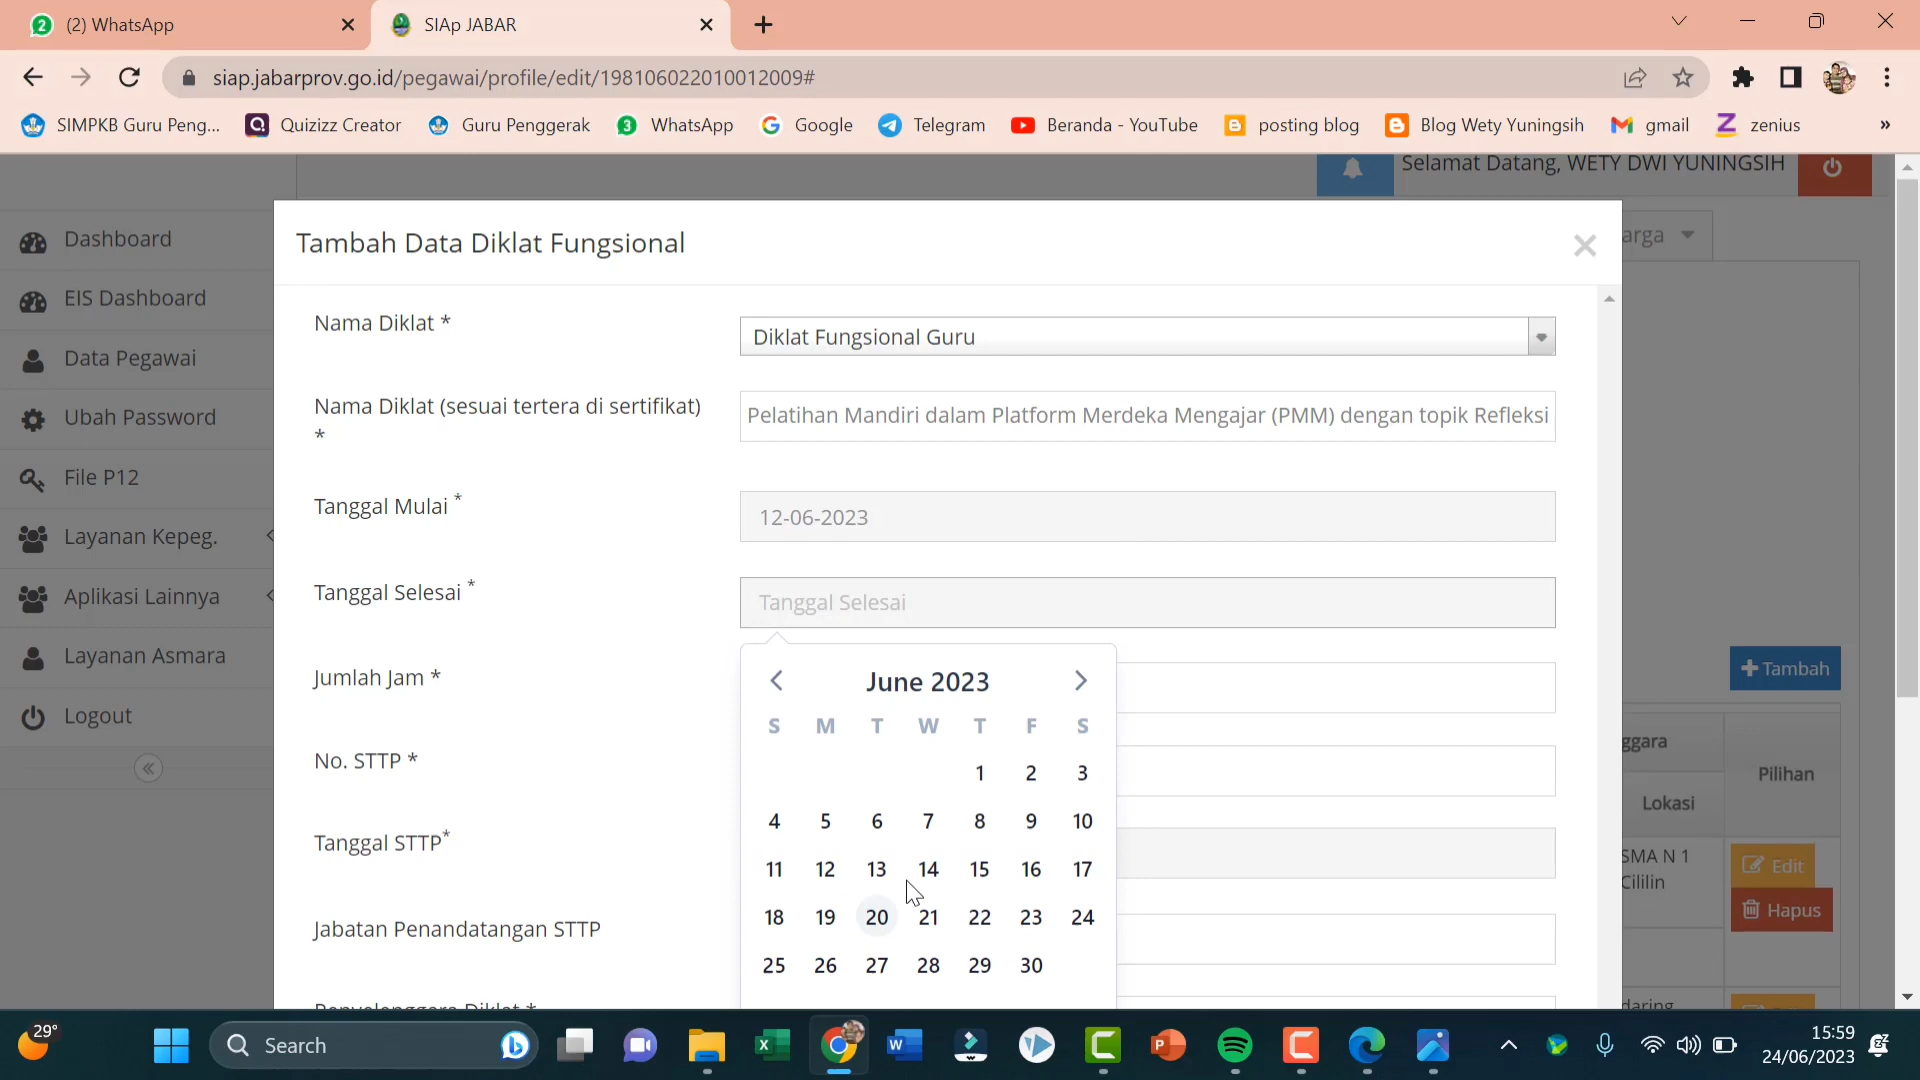 (2) WhatsApp
SIAp JABAR
siap.jabarprov.go.id/pegawai/profile/edit/198106022010012009#
SIMPKB Guru Peng... Quizizz Creator Guru Penggerak WhatsApp Google Telegram Beranda - YouTube posting blog Blog Wety Yuningsih gmail zenius »
Selamat Datang, WETY DWI YUNINGSIH
Dashboard
EIS Dashboard
Data Pegawai
Ubah Password
File P12
Layanan Kepeg.
Aplikasi Lainnya
Layanan Asmara
Logout
arga
Tambah Data Diklat Fungsional
Nama Diklat *
Diklat Fungsional Guru
Nama Diklat (sesuai tertera di sertifikat)
*
Pelatihan Mandiri dalam Platform Merdeka Mengajar (PMM) dengan topik Refleksi
Tanggal Mulai *
12-06-2023
Tanggal Selesai *
Tanggal Selesai
Jumlah Jam *
No. STTP *
Tanggal STTP*
Jabatan Penandatangan STTP
Penyelenggara Diklat *
June 2023
S M T W T F S
1 2 3
4 5 6 7 8 9 10
11 12 13 14 15 16 17
18 19 20 21 22 23 24
25 26 27 28 29 30
Tambah
ggara
Pilihan
Lokasi
SMA N 1
Cililin
Edit
Hapus
daring
29°
Search
15:59
24/06/2023